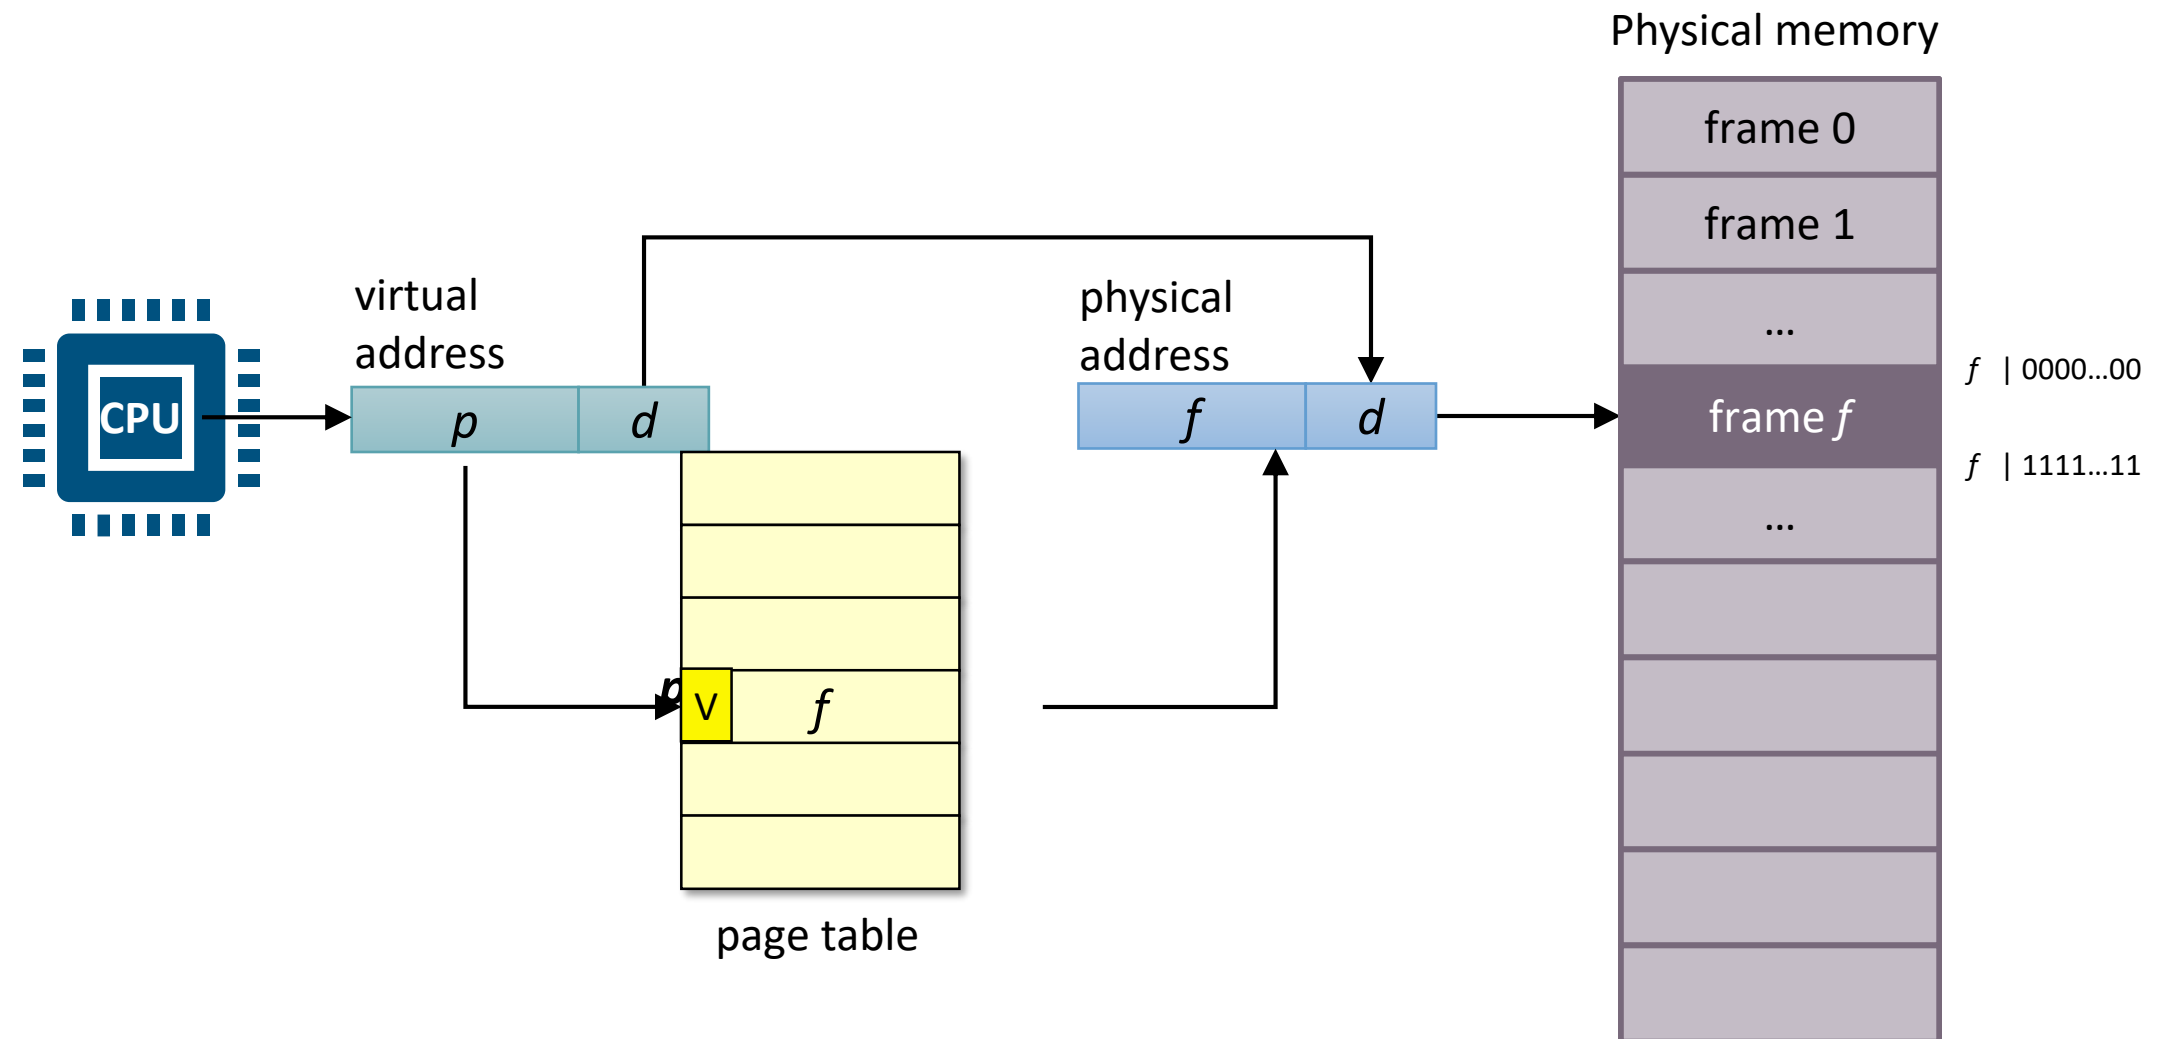 Physical memory
frame 0
frame 1
...
frame f
...
f | 0000...00
f | 1111...11
virtual
address
p d
physical
address
f d
CPU
p
V f
page table